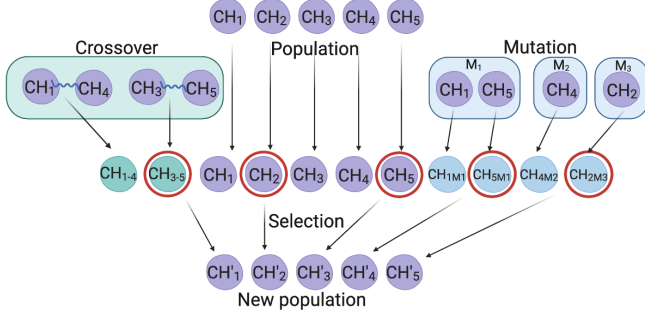 CH₁ CH₂ CH₃ CH₄ CH₅
Crossover Population Mutation
M₁ M₂ M₃
CH₁ CH₄ CH₃ CH₅ CH₁ CH₅ CH₄ CH₂
CH₁₋₄ CH₃₋₅ CH₁ CH₂ CH₃ CH₄ CH₅ CH₁M1 CH₅M1 CH₄M2 CH₂M3
Selection
CH'₁ CH'₂ CH'₃ CH'₄ CH'₅
New population